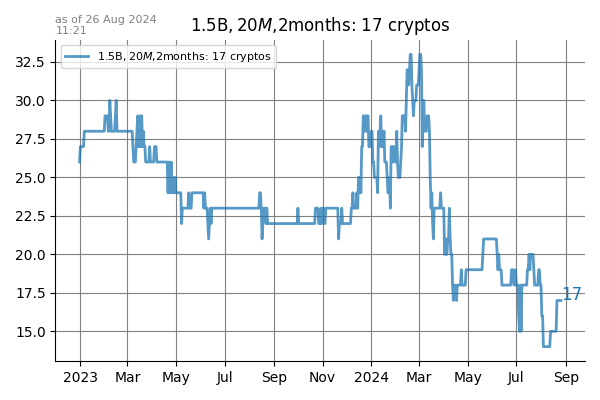 as of 26 Aug 2024
11:21
1.5B, 20M,2months: 17 cryptos
1.5B, 20M,2months: 17 cryptos
32.5
30.0
27.5
25.0
22.5
20.0
17.5
15.0
17
2023 Mar May Jul Sep Nov 2024 Mar May Jul Sep